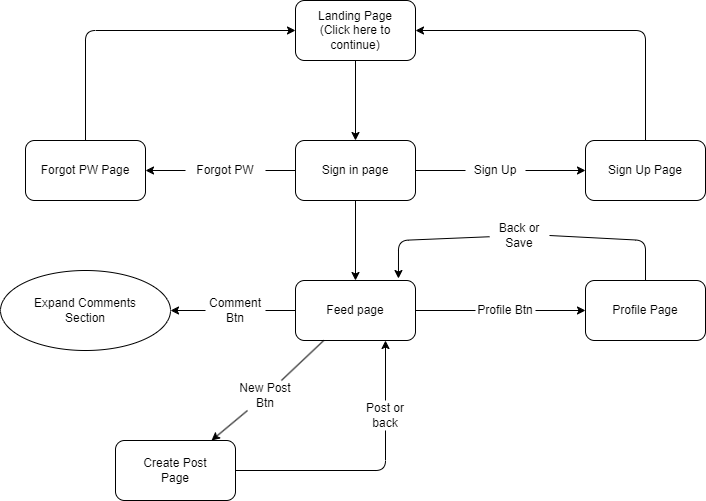 Landing Page
(Click here to
continue)
Forgot PW Page
Forgot PW
Sign in page
Sign Up
Sign Up Page
Back or
Save
Expand Comments
Section
Comment
Btn
Feed page
Profile Btn
Profile Page
New Post
Btn
Post or
back
Create Post
Page